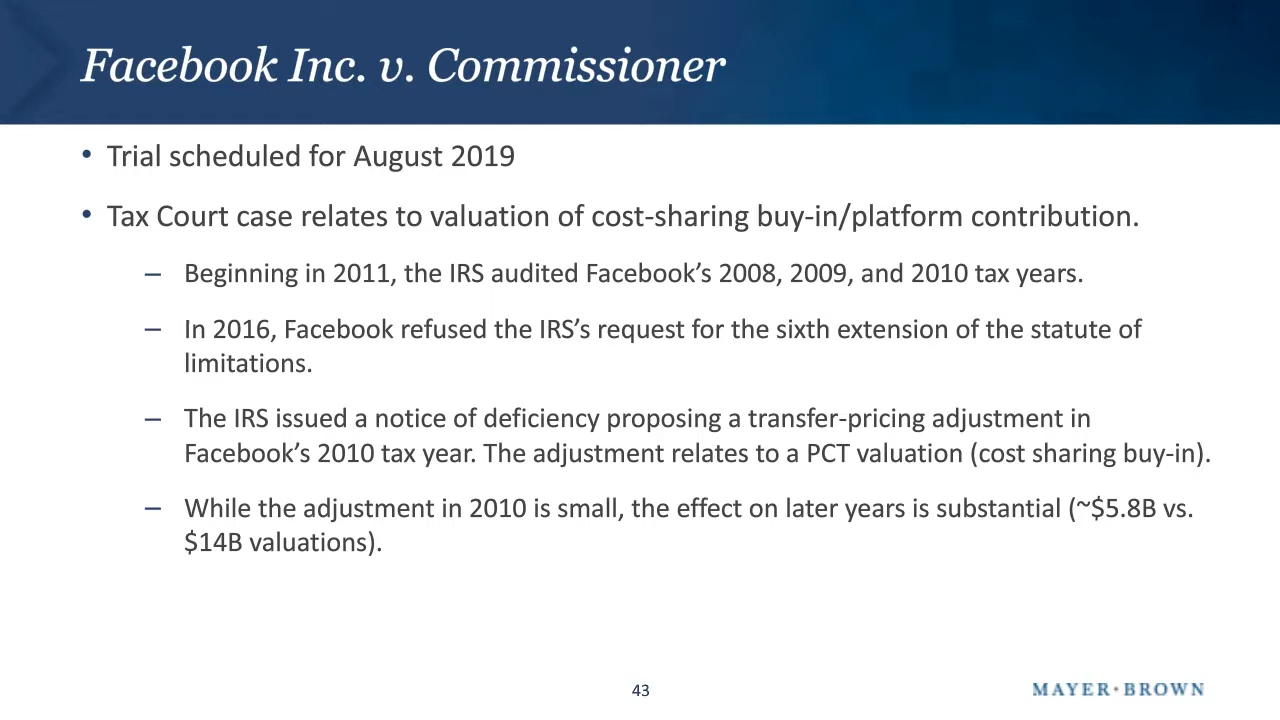 Facebook Inc. v. Commissioner
• Trial scheduled for August 2019
• Tax Court case relates to valuation of cost-sharing buy-in/platform contribution.
– Beginning in 2011, the IRS audited Facebook’s 2008, 2009, and 2010 tax years.
– In 2016, Facebook refused the IRS’s request for the sixth extension of the statute of
limitations.
– The IRS issued a notice of deficiency proposing a transfer-pricing adjustment in
Facebook’s 2010 tax year. The adjustment relates to a PCT valuation (cost sharing buy-in).
– While the adjustment in 2010 is small, the effect on later years is substantial (~$5.8B vs.
$14B valuations).
43
MAYER•BROWN